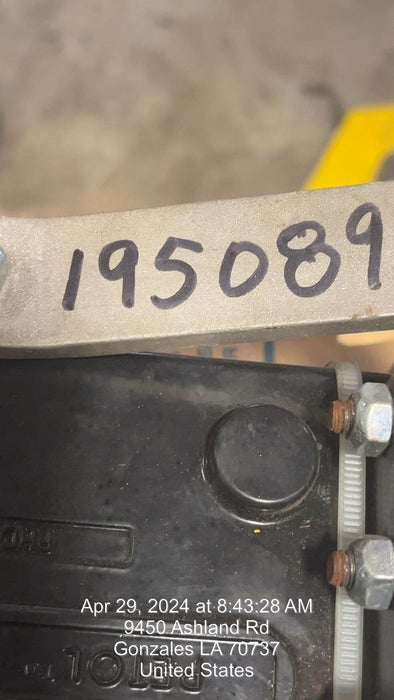 195089
Apr 29, 2024 at 8:43:28 AM
9450 Ashland Rd
Gonzales LA 70737
United States